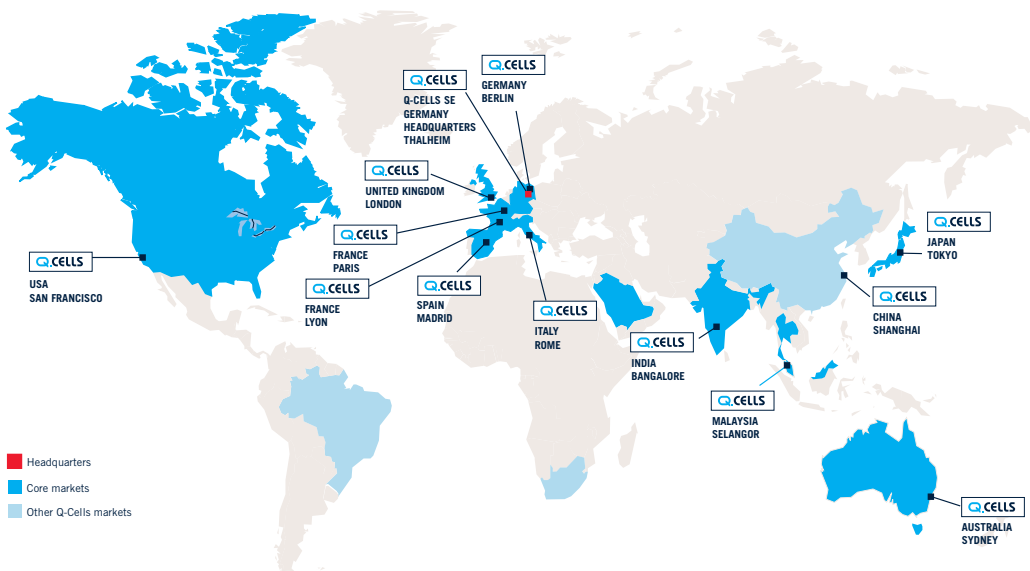 Q.CELLS
GERMANY
BERLIN
Q.CELLS
Q-CELLS SE
GERMANY
HEADQUARTERS
THALHEIM
Q.CELLS
UNITED KINGDOM
LONDON
Q.CELLS
FRANCE
PARIS
Q.CELLS
FRANCE
LYON
Q.CELLS
SPAIN
MADRID
Q.CELLS
ITALY
ROME
Q.CELLS
USA
SAN FRANCISCO
Q.CELLS
JAPAN
TOKYO
Q.CELLS
CHINA
SHANGHAI
Q.CELLS
INDIA
BANGALORE
Q.CELLS
MALAYSIA
SELANGOR
Q.CELLS
AUSTRALIA
SYDNEY
Headquarters
Core markets
Other Q-Cells markets